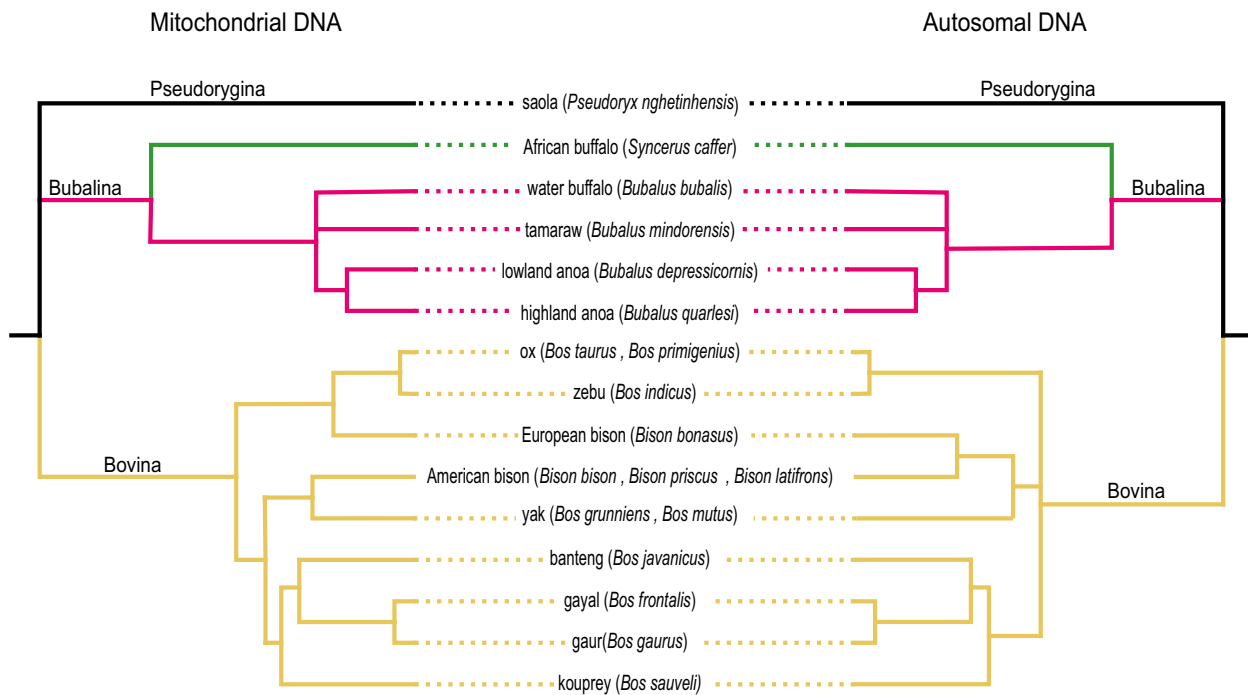 Mitochondrial DNA
Autosomal DNA
Pseudorygina
Pseudorygina
saola (Pseudoryx nghetinhensis)
African buffalo (Syncerus caffer)
Bubalina
water buffalo (Bubalus bubalis)
Bubalina
tamaraw (Bubalus mindorensis)
lowland anoa (Bubalus depressicornis)
highland anoa (Bubalus quarlesi)
ox (Bos taurus , Bos primigenius)
zebu (Bos indicus)
European bison (Bison bonasus)
Bovina
American bison (Bison bison , Bison priscus , Bison latifrons)
Bovina
yak (Bos grunniens , Bos mutus)
banteng (Bos javanicus)
gayal (Bos frontalis)
gaur(Bos gaurus)
kouprey (Bos sauveli)